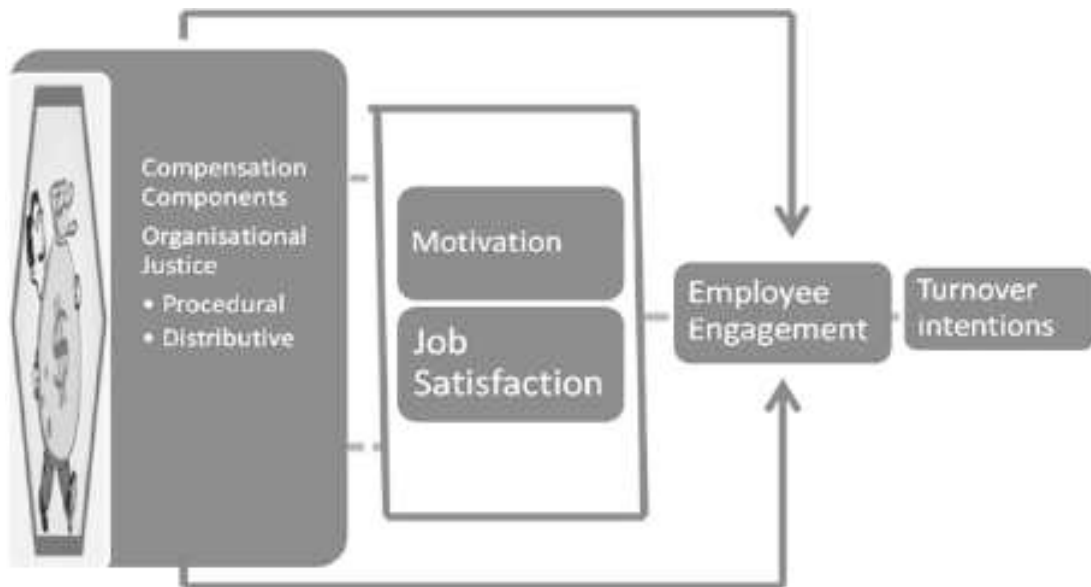 Compensation
Components
Organisational
Justice
• Procedural
• Distributive
Motivation
Job
Satisfaction
Employee
Engagement
Turnover
intentions